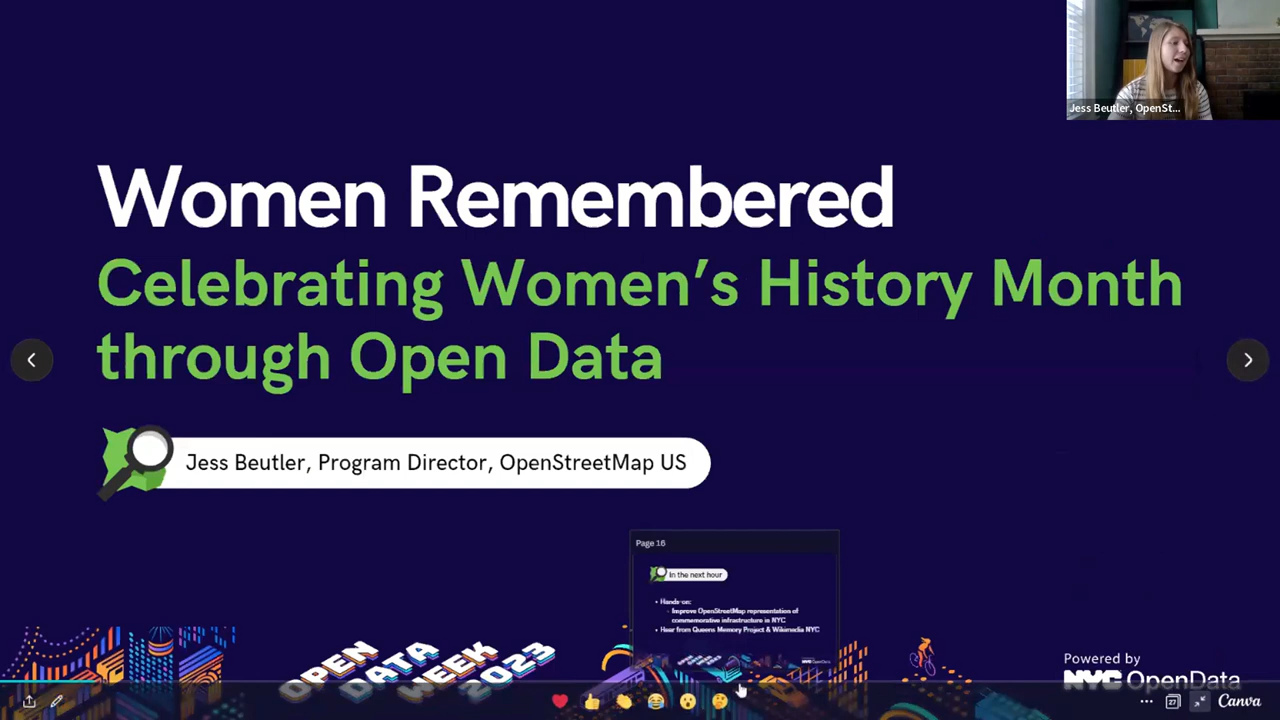 Jess Beutler, OpenSt...
Women Remembered
Celebrating Women's History Month
through Open Data
Jess Beutler, Program Director, OpenStreetMap US
Page 16
In the next hour
• Hands-on:
◦ Improve OpenStreetMap representation of
commemorative infrastructure in NYC
• Hear from Queens Memory Project & Wikimedia NYC
OPEN
DATA
WEEK
2023
Powered by
NYC OpenData
27
Canva